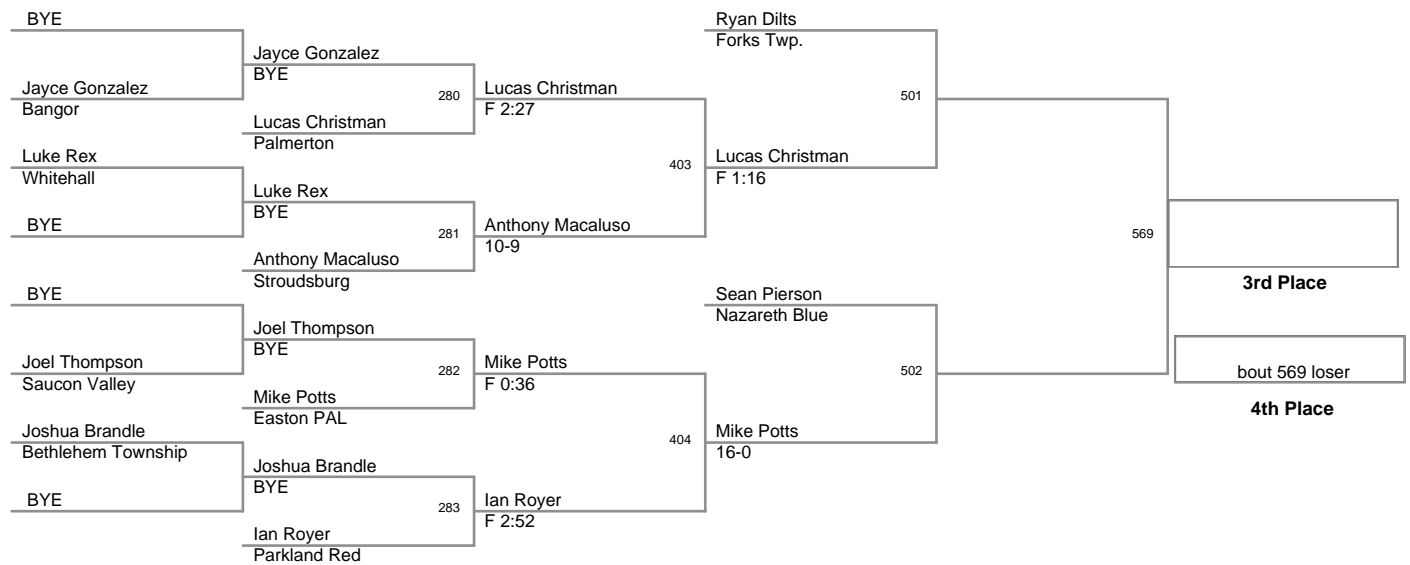 BYE
Jayce Gonzalez
Bangor
Luke Rex
Whitehall
BYE
BYE
Joel Thompson
Saucon Valley
Joshua Brandle
Bethlehem Township
BYE
Jayce Gonzalez
BYE
280
Lucas Christman
Palmerton
Luke Rex
BYE
281
Anthony Macaluso
Stroudsburg
Joel Thompson
BYE
282
Mike Potts
Easton PAL
Joshua Brandle
BYE
283
Ian Royer
Parkland Red
Lucas Christman
F 2:27
403
Anthony Macaluso
10-9
Mike Potts
F 0:36
404
Ian Royer
F 2:52
Ryan Dilts
Forks Twp.
501
Lucas Christman
F 1:16
Sean Pierson
Nazareth Blue
502
Mike Potts
16-0
569
3rd Place
bout 569 loser
4th Place